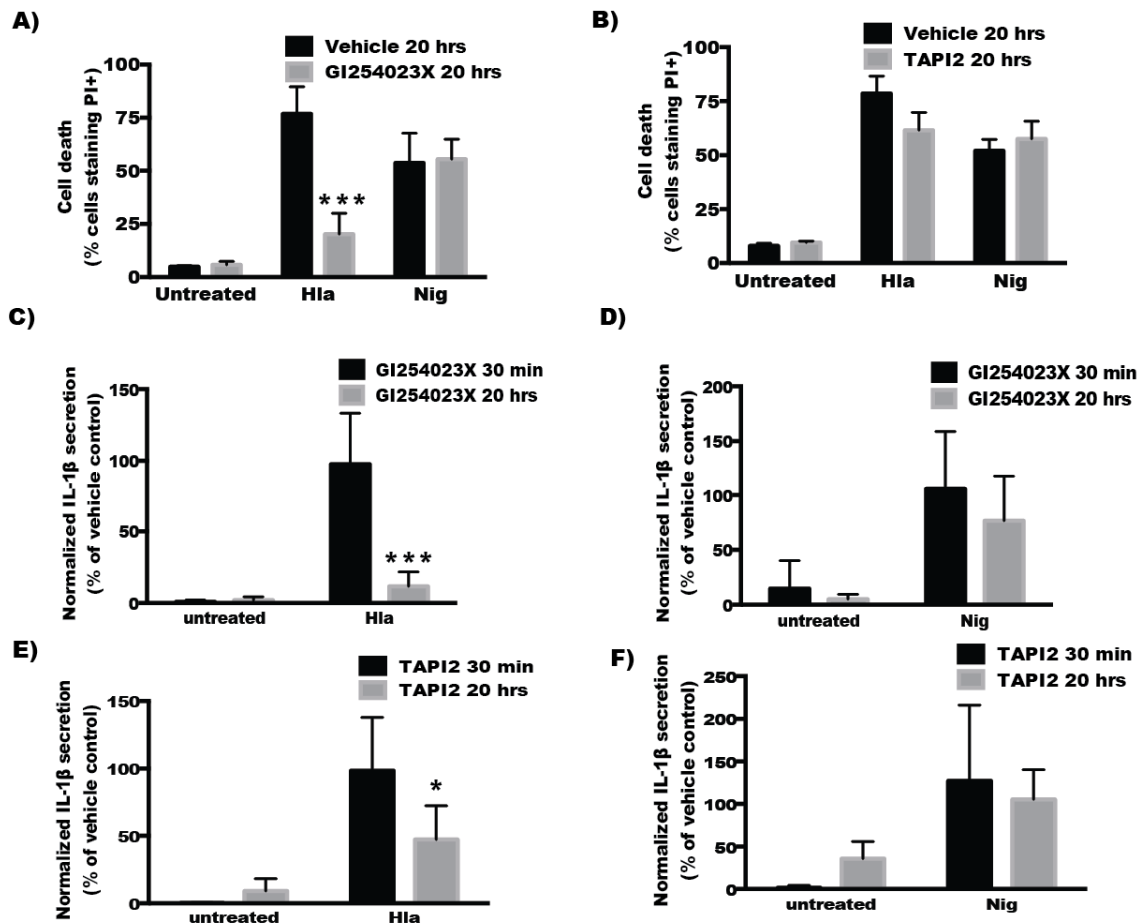 A)
Vehicle 20 hrs
GI254023X 20 hrs
Cell death
(% cells staining PI+)
100
75
50
25
0
***
Untreated Hla Nig
B)
Vehicle 20 hrs
TAPI2 20 hrs
Cell death
(% cells staining PI+)
100
75
50
25
0
Untreated Hla Nig
C)
GI254023X 30 min
GI254023X 20 hrs
Normalized IL-1β secretion
(% of vehicle control)
150
100
50
0
***
untreated Hla
D)
GI254023X 30 min
GI254023X 20 hrs
Normalized IL-1β secretion
(% of vehicle control)
200
150
100
50
0
untreated Nig
E)
TAPI2 30 min
TAPI2 20 hrs
Normalized IL-1β secretion
(% of vehicle control)
150
100
50
0
*
untreated Hla
F)
TAPI2 30 min
TAPI2 20 hrs
Normalized IL-1β secretion
(% of vehicle control)
250
200
150
100
50
0
untreated Nig